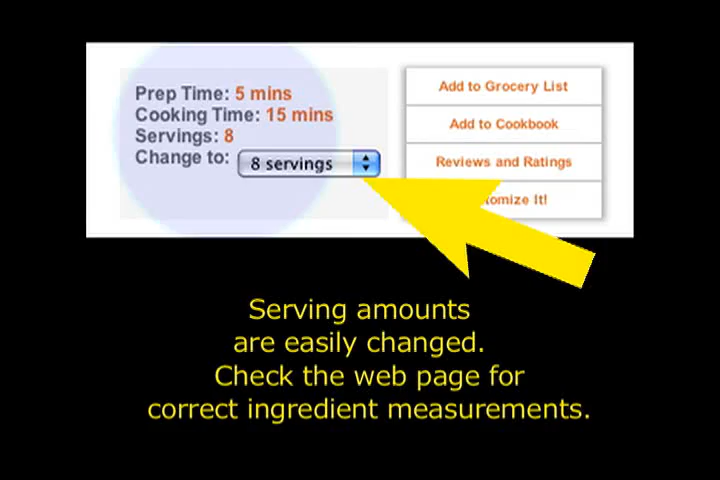 Prep Time: 5 mins
Cooking Time: 15 mins
Servings: 8
Change to: 8 servings
Add to Grocery List
Add to Cookbook
Reviews and Ratings
It!
Serving amounts
are easily changed.
Check the web page for
correct ingredient measurements.